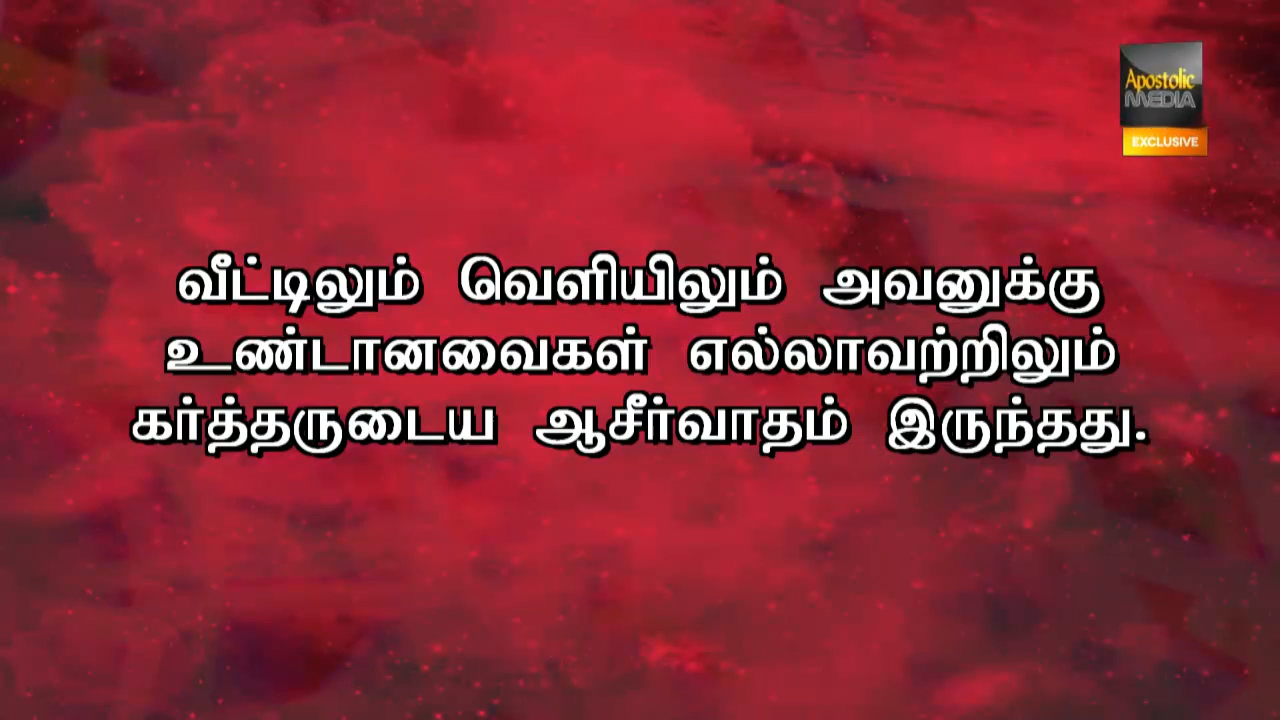 Apostolic
MEDIA
EXCLUSIVE
வீட்டிலும் வெளியிலும் அவனுக்கு
உண்டானவைகள் எல்லாவற்றிலும்
கர்த்தருடைய ஆசீர்வாதம் இருந்தது.